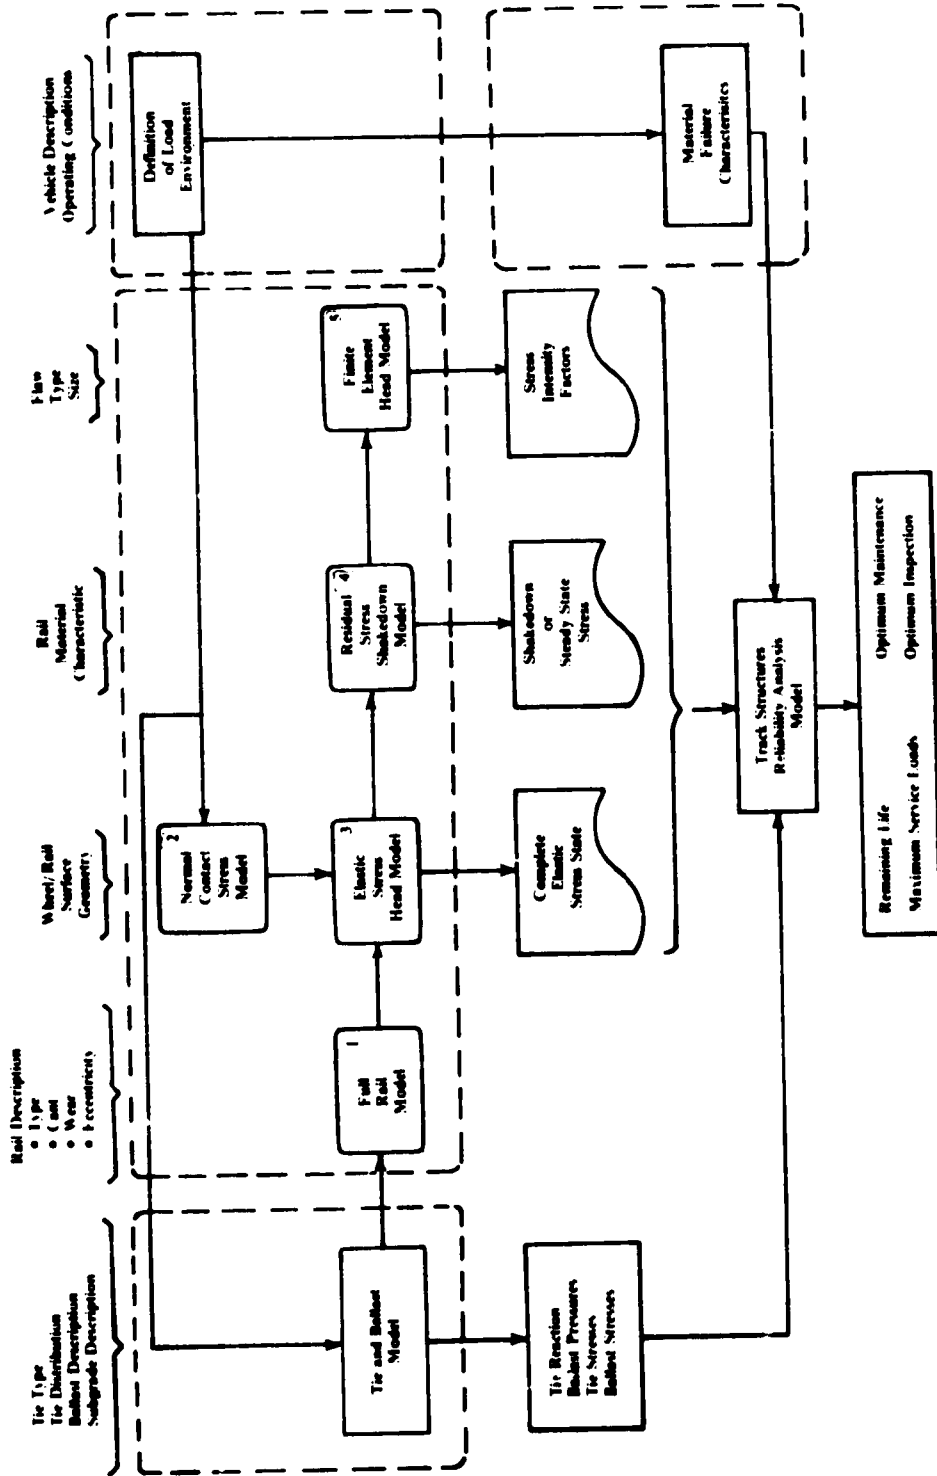 Tie Type
Tie Distribution
Ballast Description
Subgrade Description
Rail Description
• Type
• Cant
• Wear
• Eccentricity
Wheel/Rail
Surface
Geometry
Rail
Material
Characteristic
Flaw
Type
Size
Vehicle Description
Operating Conditions
Definition
of Load
Environment
2
Normal
Contact
Stress
Model
Tie and Ballast
Model
1
Full
Rail
Model
3
Elastic
Stress
Head Model
4
Residual
Stress
Shakedown
Model
5
Finite
Element
Head Model
Tie Reaction
Ballast Pressures
Tie Stresses
Ballast Stresses
Complete
Elastic
Stress State
Shakedown
or
Steady State
Stress
Stress
Intensity
Factors
Material
Failure
Characterisitcs
Track Structures
Reliability Analysis
Model
Remaining Life
Optimum Maintenance
Maximum Service Loads
Optimum Inspection